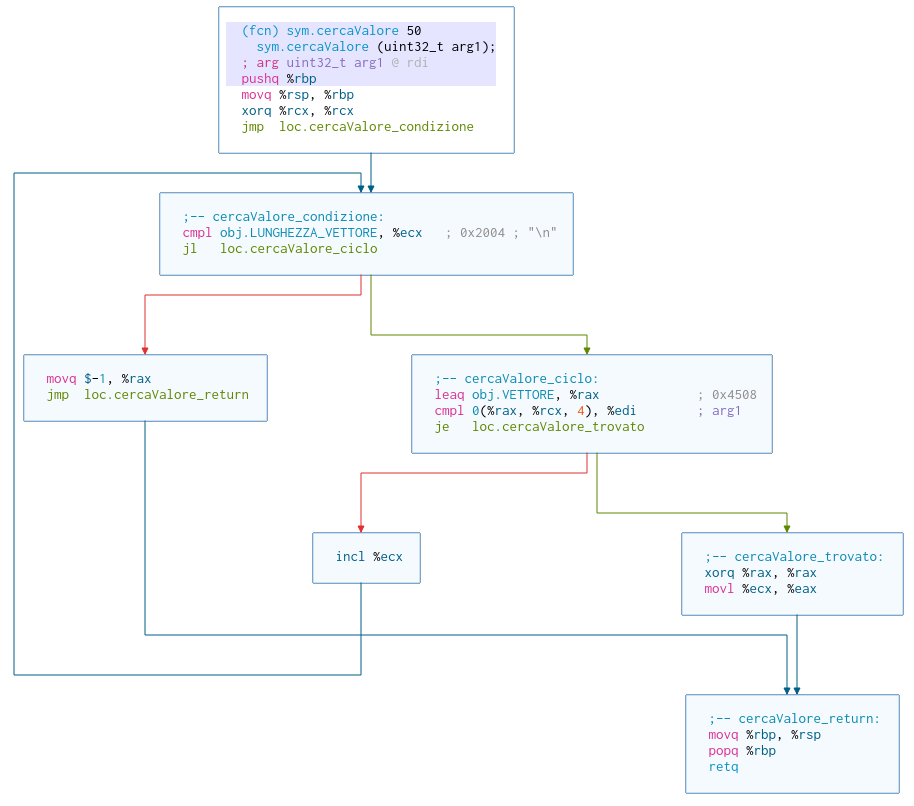 (fcn) sym.cercaValore 50
sym.cercaValore (uint32_t arg1);
; arg uint32_t arg1 @ rdi
pushq %rbp
movq %rsp, %rbp
xorq %rcx, %rcx
jmp loc.cercaValore_condizione
;-- cercaValore_condizione:
cmpl obj.LUNGHEZZA_VETTORE, %ecx ; 0x2004 ; "\n"
jl loc.cercaValore_ciclo
movq $-1, %rax
jmp loc.cercaValore_return
;-- cercaValore_ciclo:
leaq obj.VETTORE, %rax ; 0x4508
cmpl 0(%rax, %rcx, 4), %edi ; arg1
je loc.cercaValore_trovato
incl %ecx
;-- cercaValore_trovato:
xorq %rax, %rax
movl %ecx, %eax
;-- cercaValore_return:
movq %rbp, %rsp
popq %rbp
retq